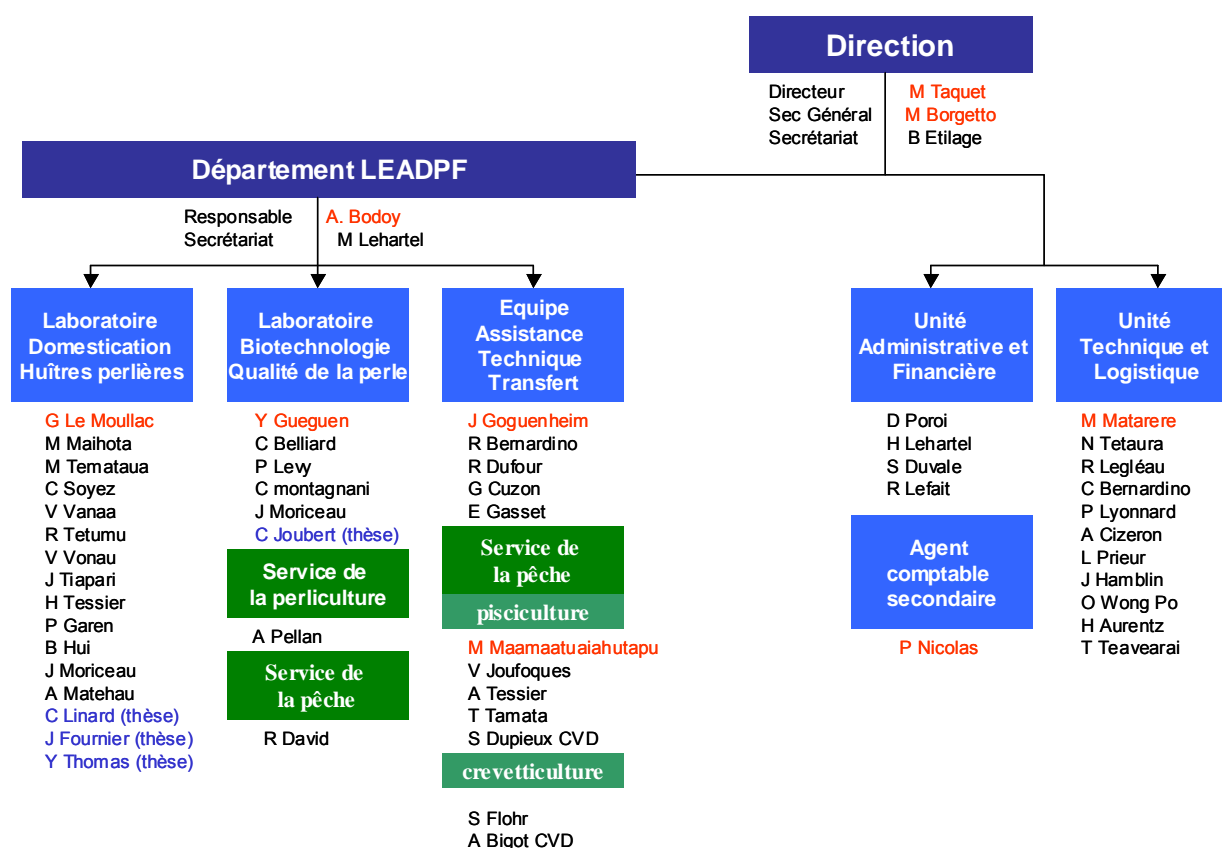 Direction
Directeur M Taquet
Sec Général M Borgetto
Secrétariat B Etilage
Département LEADPF
Responsable A. Bodoy
Secrétariat M Lehartel
Laboratoire
Domestication
Huîtres perlières
G Le Moullac
M Maihota
M Temataua
C Soyez
V Vanaa
R Tetumu
V Vonau
J Tiapari
H Tessier
P Garen
B Hui
J Moriceau
A Matehau
C Linard (thèse)
J Fournier (thèse)
Y Thomas (thèse)
Laboratoire
Biotechnologie
Qualité de la perle
Y Gueguen
C Belliard
P Levy
C montagnani
J Moriceau
C Joubert (thèse)
Service de
la perliculture
A Pellan
Service de
la pêche
R David
Equipe
Assistance
Technique
Transfert
J Goguenheim
R Bernardino
R Dufour
G Cuzon
E Gasset
Service de
la pêche
pisciculture
M Maamaatuaiahutapu
V Joufoques
A Tessier
T Tamata
S Dupieux CVD
crevetticulture
S Flohr
A Bigot CVD
Unité
Administrative et
Financière
D Poroi
H Lehartel
S Duvale
R Lefait
Agent
comptable
secondaire
P Nicolas
Unité
Technique et
Logistique
M Matarere
N Tetaura
R Legléau
C Bernardino
P Lyonnard
A Cizeron
L Prieur
J Hamblin
O Wong Po
H Aurentz
T Teavearai